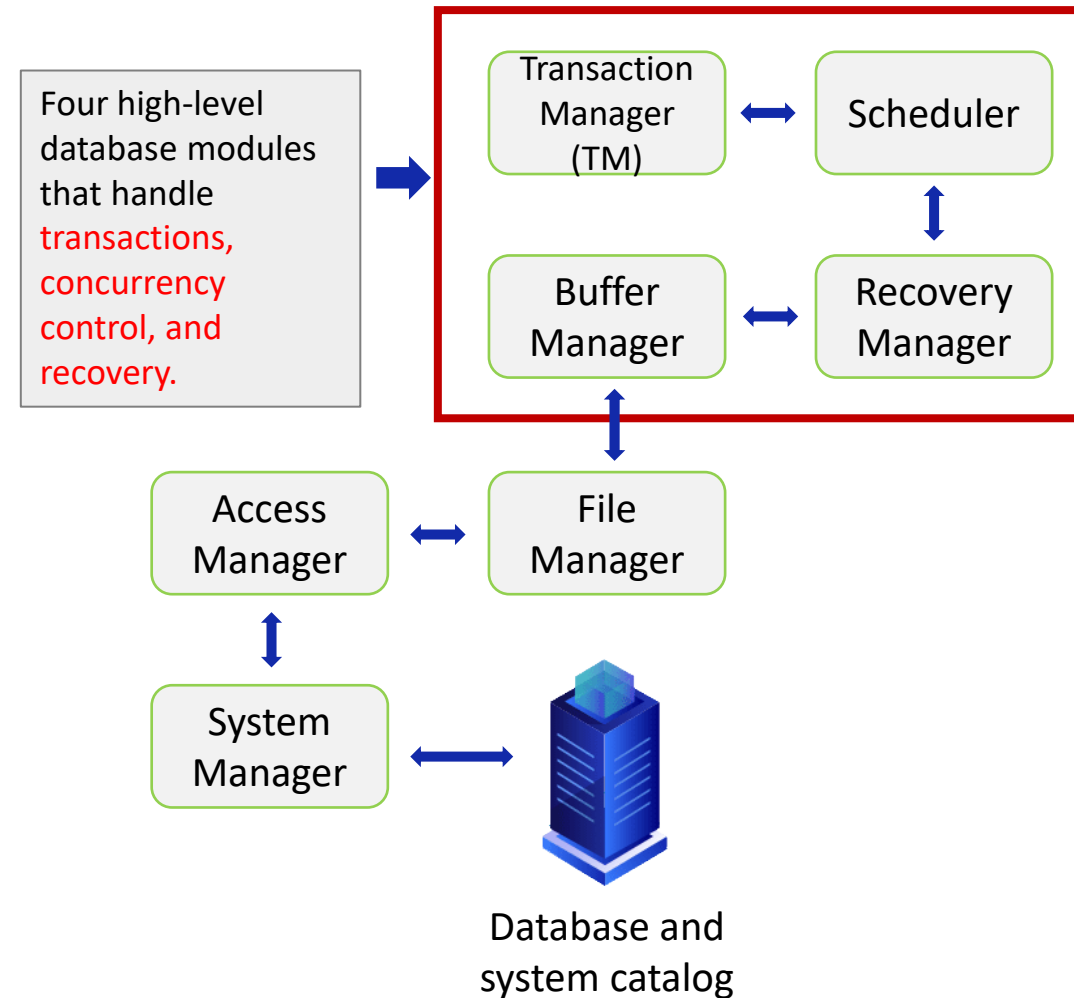 Four high-level
database modules
that handle
transactions,
concurrency
control, and
recovery.
Transaction
Manager
(TM)
Scheduler
Buffer
Manager
Recovery
Manager
Access
Manager
File
Manager
System
Manager
Database and
system catalog